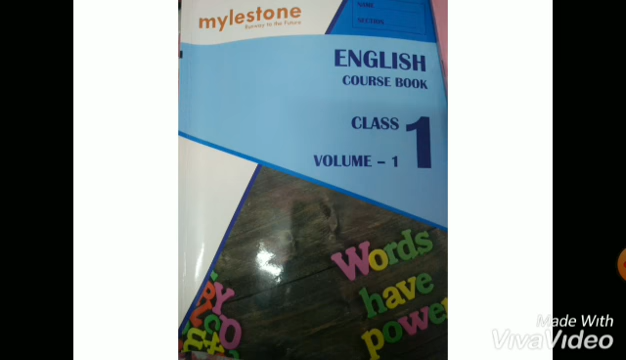 mylestone
Journey to the Future
NAME
SECTION
ENGLISH
COURSE BOOK
CLASS 1
VOLUME – 1
Words
have
power
Made With
VivaVideo